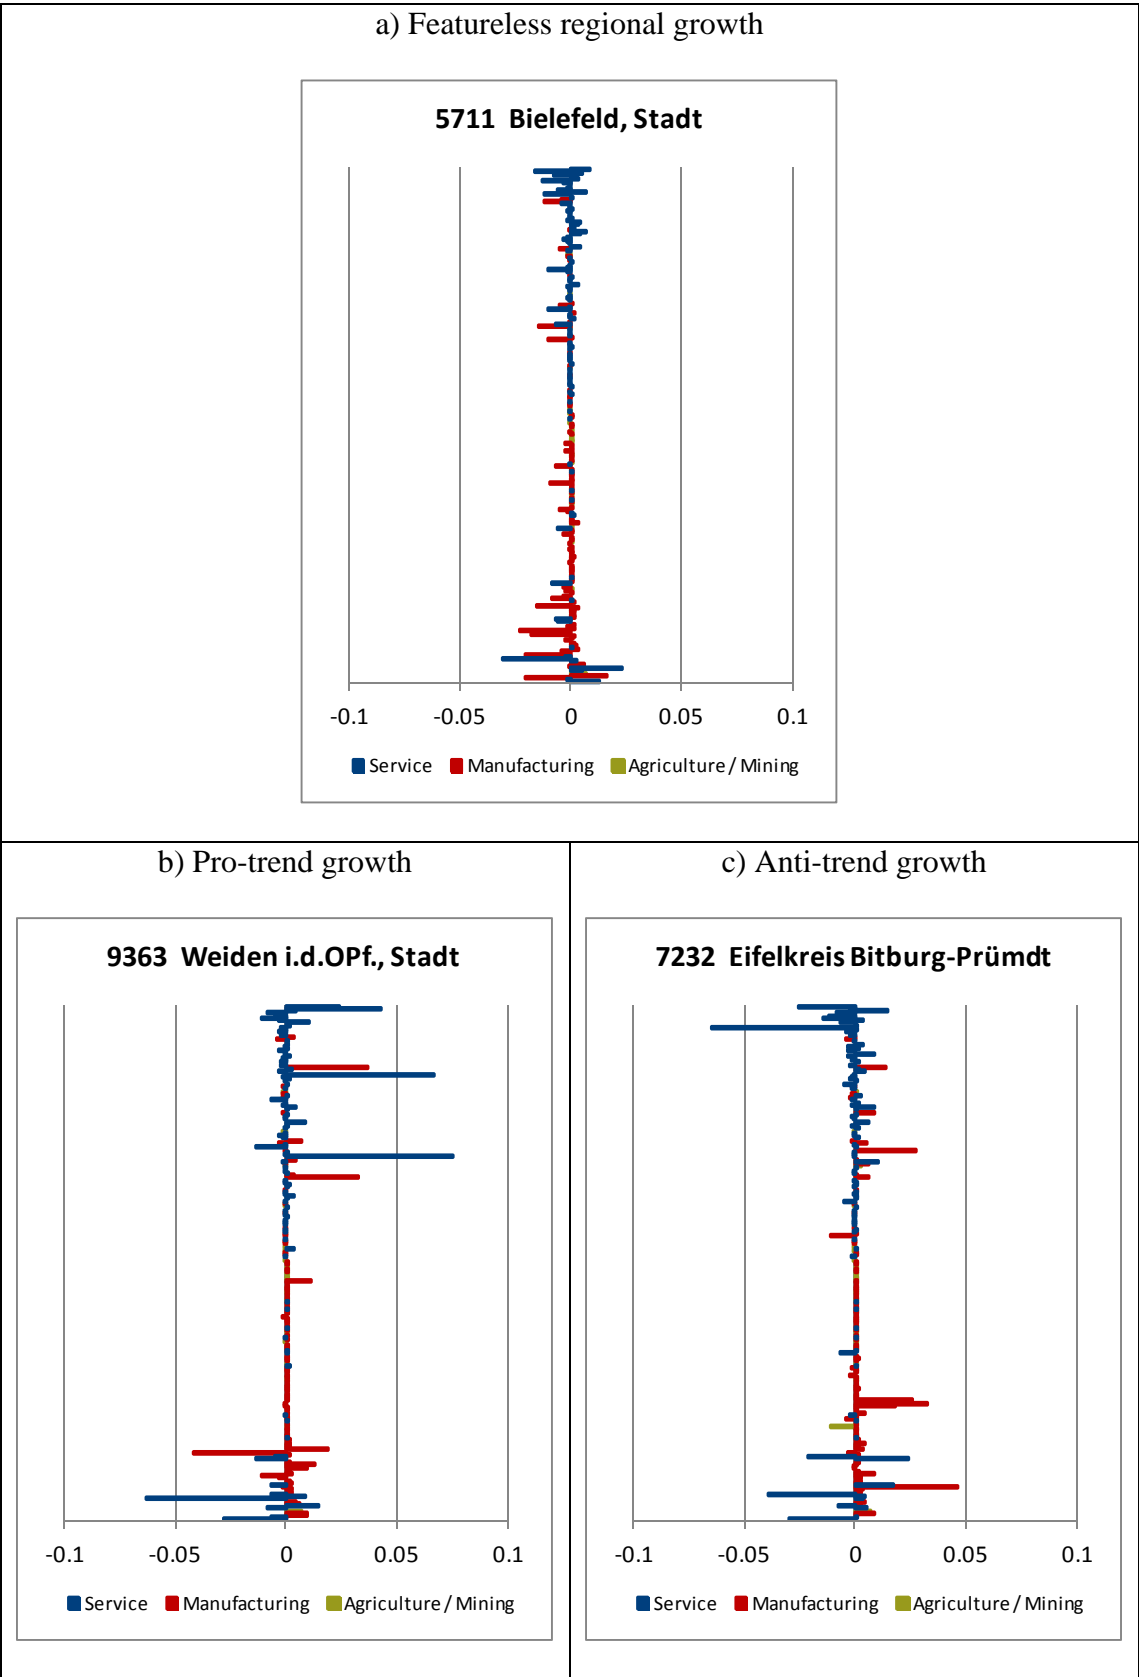 a) Featureless regional growth
5711 Bielefeld, Stadt
-0.1 -0.05 0 0.05 0.1
Service Manufacturing Agriculture / Mining
b) Pro-trend growth
9363 Weiden i.d.OPf., Stadt
-0.1 -0.05 0 0.05 0.1
Service Manufacturing Agriculture / Mining
c) Anti-trend growth
7232 Eifelkreis Bitburg-Prümdt
-0.1 -0.05 0 0.05 0.1
Service Manufacturing Agriculture / Mining